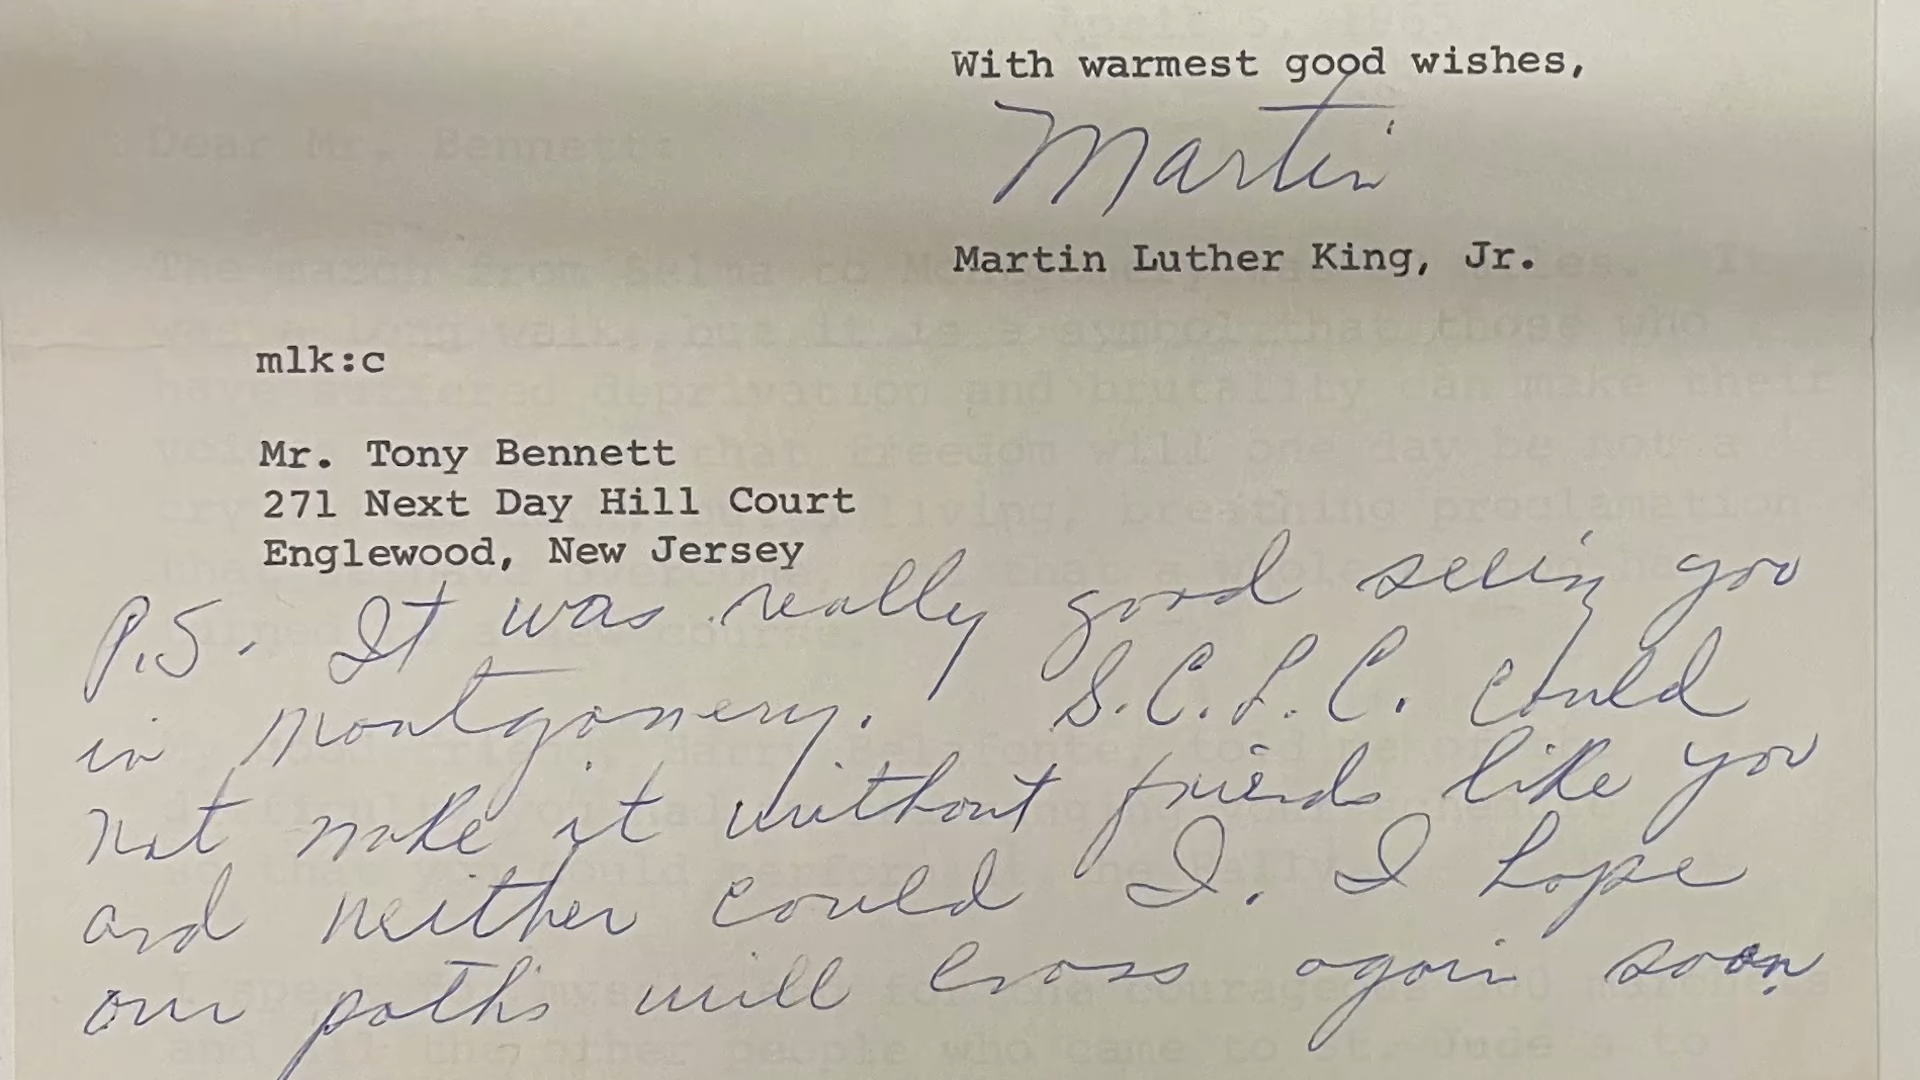 With warmest good wishes,
Martin
Martin Luther King, Jr.
mlk:c
Mr. Tony Bennett
271 Next Day Hill Court
Englewood, New Jersey
P.S. It was really good seeing you
in Montgomery. S.C.L.C. could
not make it without friends like you
and neither could I. I hope
our paths will cross again soon.